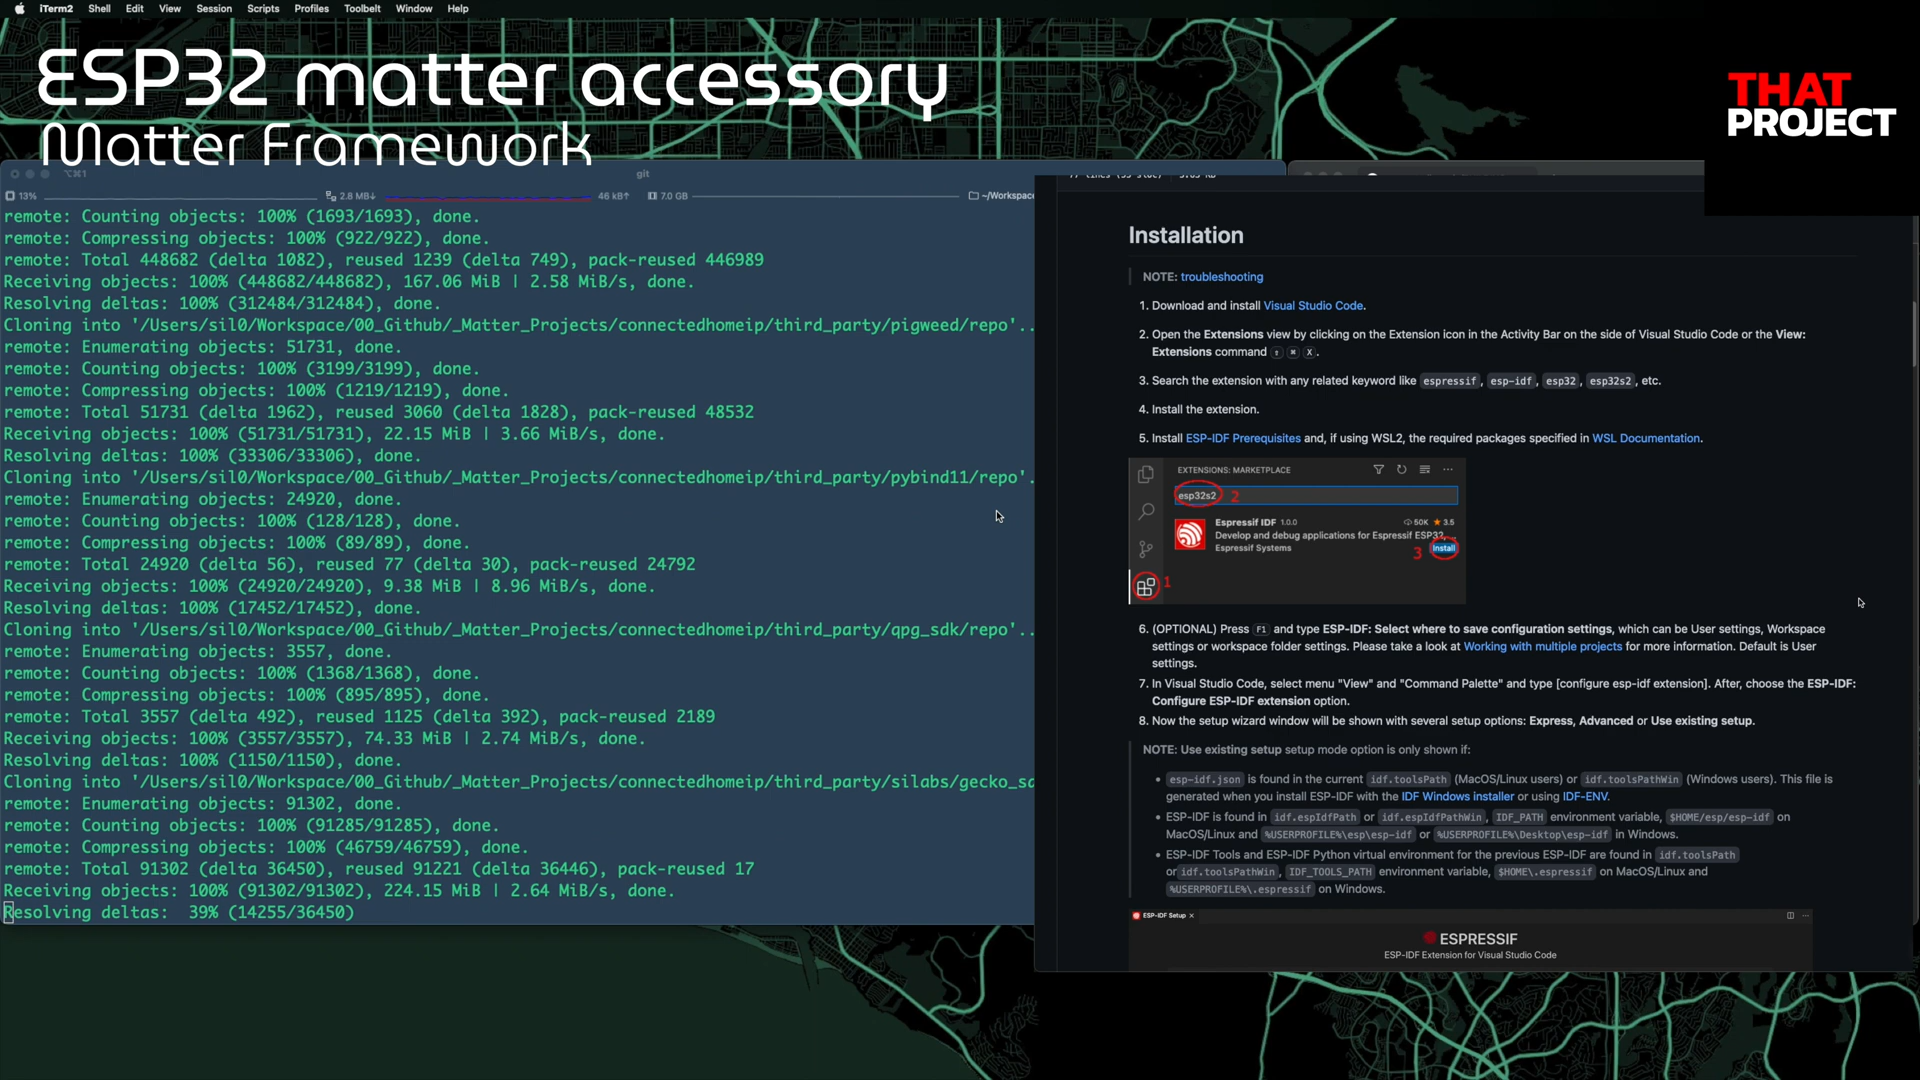 iTerm2 Shell Edit View Session Scripts Profiles Toolbelt Window Help
ESP32 matter accessory
Matter Framework
THAT
PROJECT
⌥⌘1
git
13%
2.8 MB↓
46 kB↑
7.0 GB
~/Workspace
remote: Counting objects: 100% (1693/1693), done.
remote: Compressing objects: 100% (922/922), done.
remote: Total 448682 (delta 1082), reused 1239 (delta 749), pack-reused 446989
Receiving objects: 100% (448682/448682), 167.06 MiB | 2.58 MiB/s, done.
Resolving deltas: 100% (312484/312484), done.
Cloning into '/Users/sil0/Workspace/00_Github/_Matter_Projects/connectedhomeip/third_party/pigweed/repo'..
remote: Enumerating objects: 51731, done.
remote: Counting objects: 100% (3199/3199), done.
remote: Compressing objects: 100% (1219/1219), done.
remote: Total 51731 (delta 1962), reused 3060 (delta 1828), pack-reused 48532
Receiving objects: 100% (51731/51731), 22.15 MiB | 3.66 MiB/s, done.
Resolving deltas: 100% (33306/33306), done.
Cloning into '/Users/sil0/Workspace/00_Github/_Matter_Projects/connectedhomeip/third_party/pybind11/repo'.
remote: Enumerating objects: 24920, done.
remote: Counting objects: 100% (128/128), done.
remote: Compressing objects: 100% (89/89), done.
remote: Total 24920 (delta 56), reused 77 (delta 30), pack-reused 24792
Receiving objects: 100% (24920/24920), 9.38 MiB | 8.96 MiB/s, done.
Resolving deltas: 100% (17452/17452), done.
Cloning into '/Users/sil0/Workspace/00_Github/_Matter_Projects/connectedhomeip/third_party/qpg_sdk/repo'..
remote: Enumerating objects: 3557, done.
remote: Counting objects: 100% (1368/1368), done.
remote: Compressing objects: 100% (895/895), done.
remote: Total 3557 (delta 492), reused 1125 (delta 392), pack-reused 2189
Receiving objects: 100% (3557/3557), 74.33 MiB | 2.74 MiB/s, done.
Resolving deltas: 100% (1150/1150), done.
Cloning into '/Users/sil0/Workspace/00_Github/_Matter_Projects/connectedhomeip/third_party/silabs/gecko_sd
remote: Enumerating objects: 91302, done.
remote: Counting objects: 100% (91285/91285), done.
remote: Compressing objects: 100% (46759/46759), done.
remote: Total 91302 (delta 36450), reused 91221 (delta 36446), pack-reused 17
Receiving objects: 100% (91302/91302), 224.15 MiB | 2.64 MiB/s, done.
Resolving deltas: 39% (14255/36450)
Installation
NOTE: troubleshooting
1. Download and install Visual Studio Code.
2. Open the Extensions view by clicking on the Extension icon in the Activity Bar on the side of Visual Studio Code or the View:
Extensions command ⇧ ⌘ X .
3. Search the extension with any related keyword like espressif , esp-idf , esp32 , esp32s2 , etc.
4. Install the extension.
5. Install ESP-IDF Prerequisites and, if using WSL2, the required packages specified in WSL Documentation.
EXTENSIONS: MARKETPLACE
esp32s2 2
Espressif IDF 1.0.0 50K 3.5
Develop and debug applications for Espressif ESP32, ...
Espressif Systems 3 Install
1
6. (OPTIONAL) Press F1 and type ESP-IDF: Select where to save configuration settings, which can be User settings, Workspace
settings or workspace folder settings. Please take a look at Working with multiple projects for more information. Default is User
settings.
7. In Visual Studio Code, select menu "View" and "Command Palette" and type [configure esp-idf extension]. After, choose the ESP-IDF:
Configure ESP-IDF extension option.
8. Now the setup wizard window will be shown with several setup options: Express, Advanced or Use existing setup.
NOTE: Use existing setup setup mode option is only shown if:
• esp-idf.json is found in the current idf.toolsPath (MacOS/Linux users) or idf.toolsPathWin (Windows users). This file is
generated when you install ESP-IDF with the IDF Windows installer or using IDF-ENV.
• ESP-IDF is found in idf.espIdfPath or idf.espIdfPathWin , IDF_PATH environment variable, $HOME/esp/esp-idf on
MacOS/Linux and %USERPROFILE%\esp\esp-idf or %USERPROFILE%\Desktop\esp-idf in Windows.
• ESP-IDF Tools and ESP-IDF Python virtual environment for the previous ESP-IDF are found in idf.toolsPath
or idf.toolsPathWin , IDF_TOOLS_PATH environment variable, $HOME\.espressif on MacOS/Linux and
%USERPROFILE%\.espressif on Windows.
ESP-IDF Setup ×
ESPRESSIF
ESP-IDF Extension for Visual Studio Code